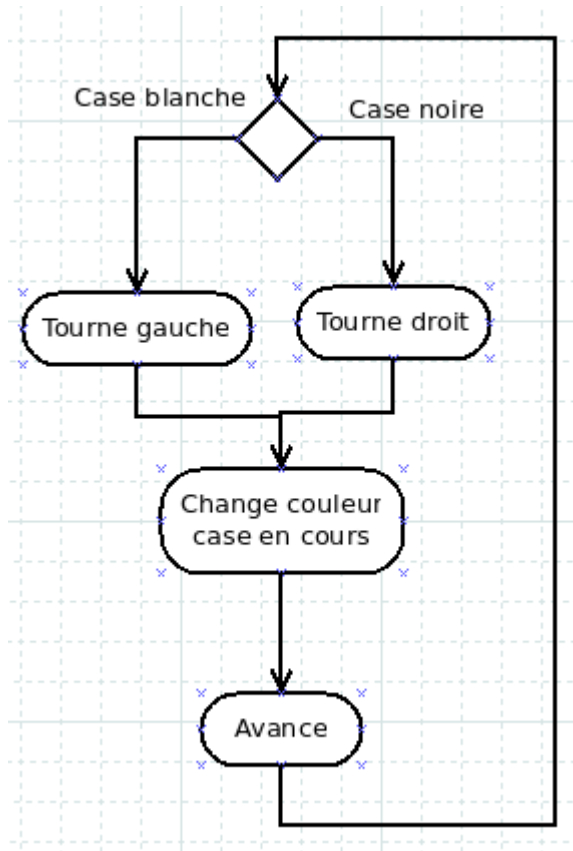 Case blanche
Case noire
Tourne gauche
Tourne droit
Change couleur
case en cours
Avance